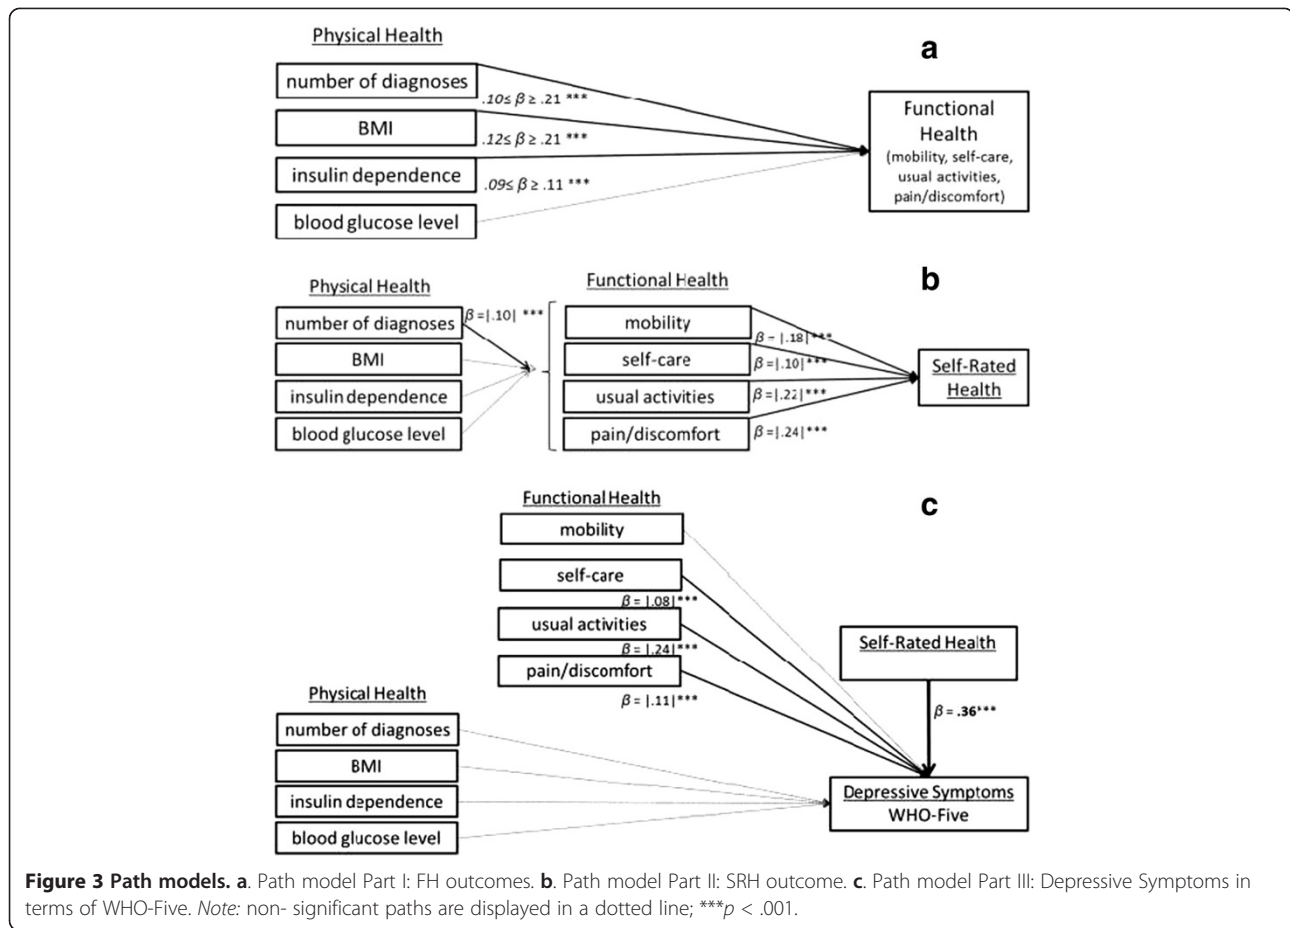 Physical Health
a
number of diagnoses
.10≤ β ≥ .21 ***
BMI
.12≤ β ≥ .21 ***
insulin dependence
.09≤ β ≥ .11 ***
blood glucose level
Functional
Health
(mobility, self-care,
usual activities,
pain/discomfort)
b
Physical Health
Functional Health
number of diagnoses
β =|.10| ***
BMI
insulin dependence
blood glucose level
mobility
β = |.18|***
self-care
β =|.10|***
usual activities
β =|.22|***
pain/discomfort
β =|.24|***
Self-Rated
Health
c
Functional Health
mobility
self-care
β = |.08|***
usual activities
β = |.24|***
pain/discomfort
β = |.11|***
Self-Rated Health
β = .36***
Physical Health
number of diagnoses
BMI
insulin dependence
blood glucose level
Depressive Symptoms
WHO-Five
Figure 3 Path models. a. Path model Part I: FH outcomes. b. Path model Part II: SRH outcome. c. Path model Part III: Depressive Symptoms in
terms of WHO-Five. Note: non- significant paths are displayed in a dotted line; ***p < .001.